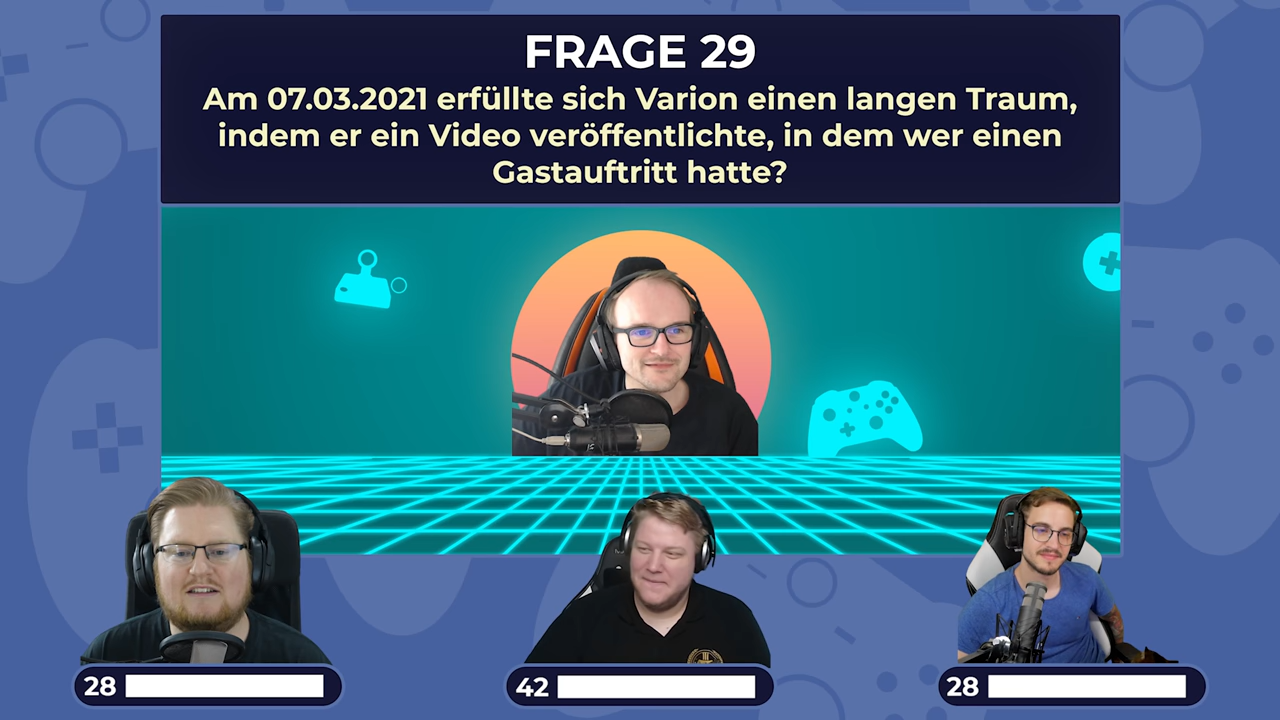 FRAGE 29
Am 07.03.2021 erfüllte sich Varion einen langen Traum,
indem er ein Video veröffentlichte, in dem wer einen
Gastauftritt hatte?
28
42
28